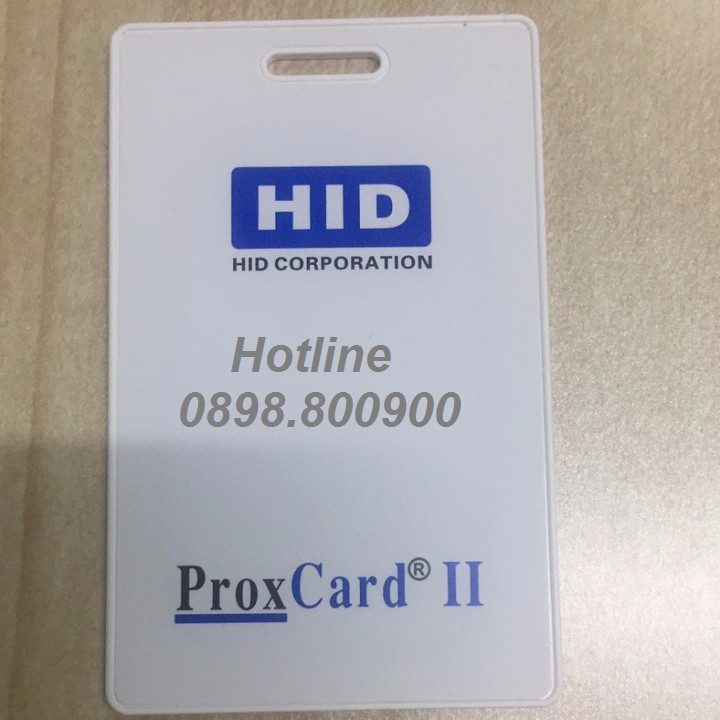 HID
HID CORPORATION
Hotline
0898.800900
ProxCard® II